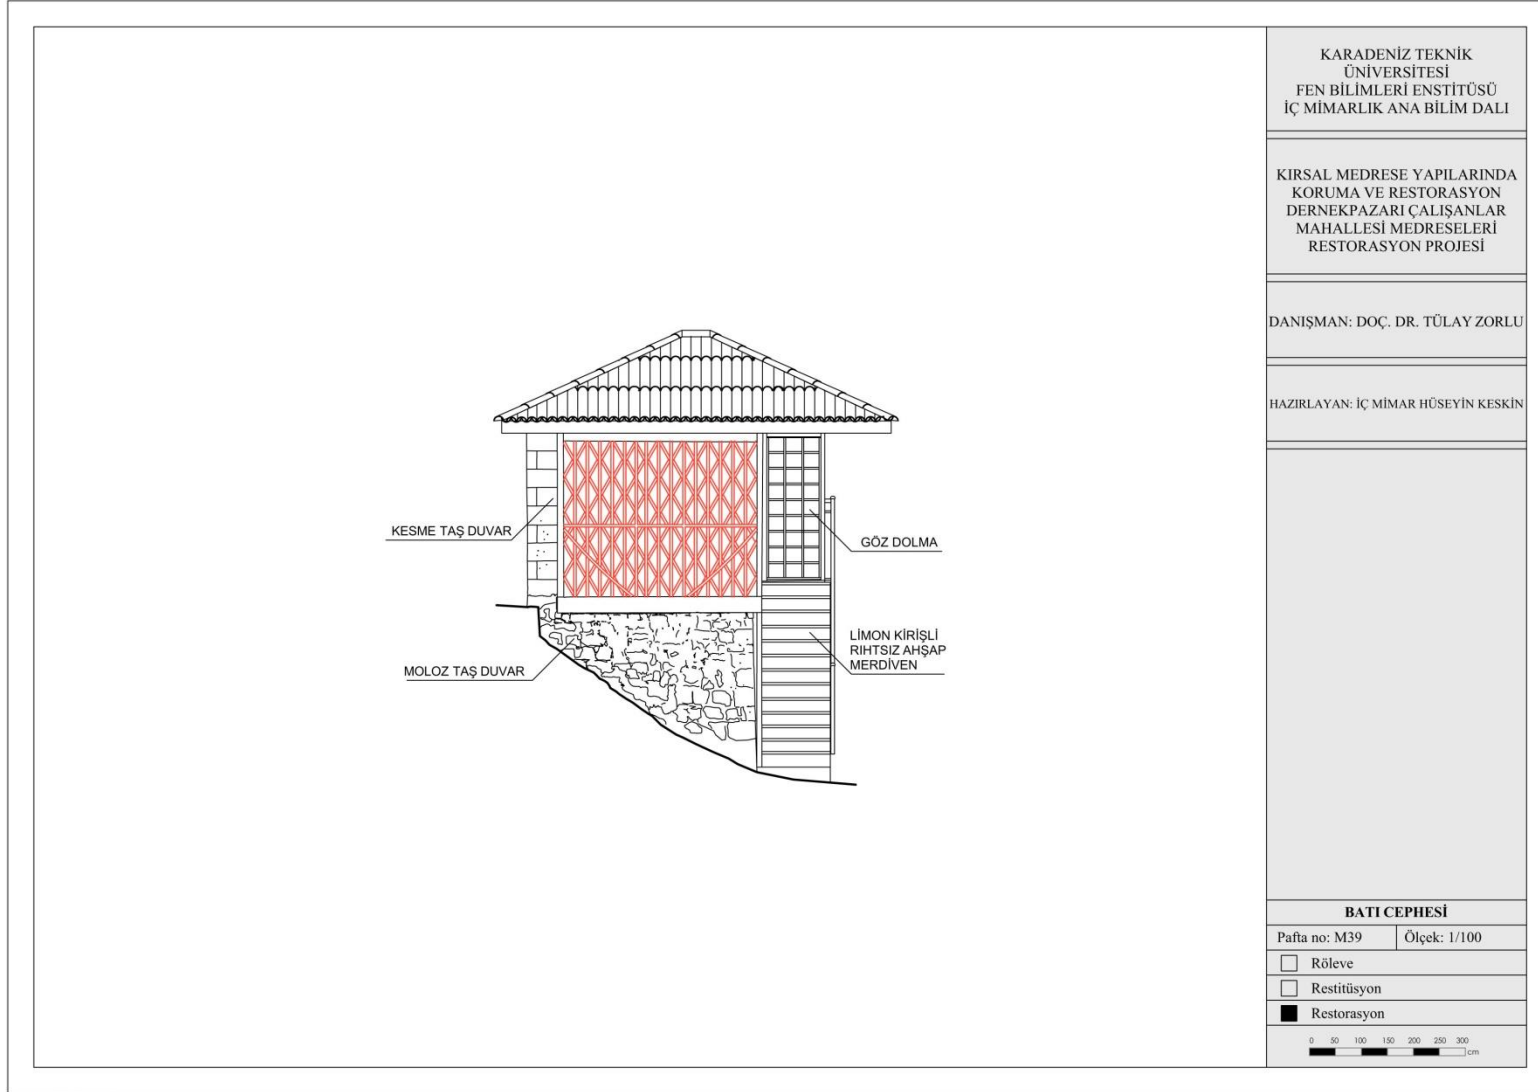 KARADENİZ TEKNİK
ÜNİVERSİTESİ
FEN BİLİMLERİ ENSTİTÜSÜ
İÇ MİMARLIK ANA BİLİM DALI
KIRSAL MEDRESE YAPILARINDA
KORUMA VE RESTORASYON
DERNEKPAZARI ÇALIŞANLAR
MAHALLESİ MEDRESELERİ
RESTORASYON PROJESİ
DANIŞMAN: DOÇ. DR. TÜLAY ZORLU
HAZIRLAYAN: İÇ MİMAR HÜSEYİN KESKİN
KESME TAŞ DUVAR
GÖZ DOLMA
LİMON KİRİŞLİ
RIHTSIZ AHŞAP
MERDİVEN
MOLOZ TAŞ DUVAR
BATI CEPHESİ
Pafta no: M39 Ölçek: 1/100
Röleve
Restitüsyon
Restorasyon
0 50 100 150 200 250 300
cm